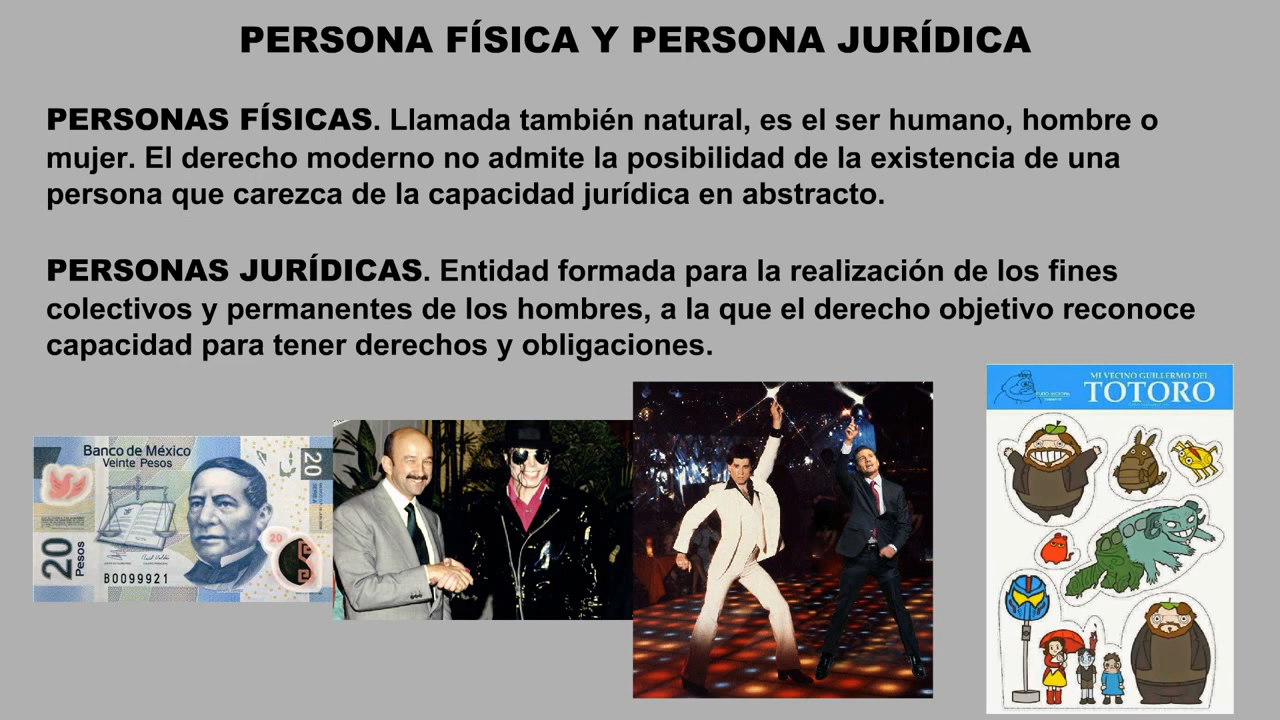 PERSONA FÍSICA Y PERSONA JURÍDICA
PERSONAS FÍSICAS. Llamada también natural, es el ser humano, hombre o
mujer. El derecho moderno no admite la posibilidad de la existencia de una
persona que carezca de la capacidad jurídica en abstracto.
PERSONAS JURÍDICAS. Entidad formada para la realización de los fines
colectivos y permanentes de los hombres, a la que el derecho objetivo reconoce
capacidad para tener derechos y obligaciones.
Banco de México
Veinte Pesos
20
20
20
Pesos
B0099921
MI VECINO GUILLERMO DEL
TOTORO